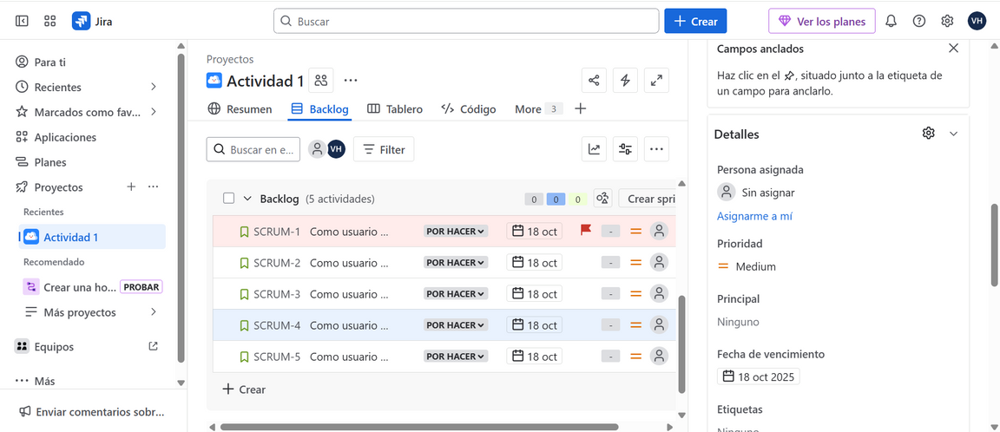 Jira
Buscar
Crear
Ver los planes
VH
Para ti
Recientes
Marcados como fav...
Aplicaciones
Planes
Proyectos
Recientes
Actividad 1
Recomendado
Crear una ho... PROBAR
Más proyectos
Equipos
Más
Enviar comentarios sobr...
Proyectos
Actividad 1
Resumen Backlog Tablero Código More 3
Buscar en e... VH Filter
Backlog (5 actividades) 0 0 0 Crear spri
SCRUM-1 Como usuario ... POR HACER 18 oct -
SCRUM-2 Como usuario ... POR HACER 18 oct -
SCRUM-3 Como usuario ... POR HACER 18 oct -
SCRUM-4 Como usuario ... POR HACER 18 oct -
SCRUM-5 Como usuario ... POR HACER 18 oct -
Crear
Campos anclados
Haz clic en el , situado junto a la etiqueta de
un campo para anclarlo.
Detalles
Persona asignada
Sin asignar
Asignarme a mí
Prioridad
Medium
Principal
Ninguno
Fecha de vencimiento
18 oct 2025
Etiquetas
Ninguno